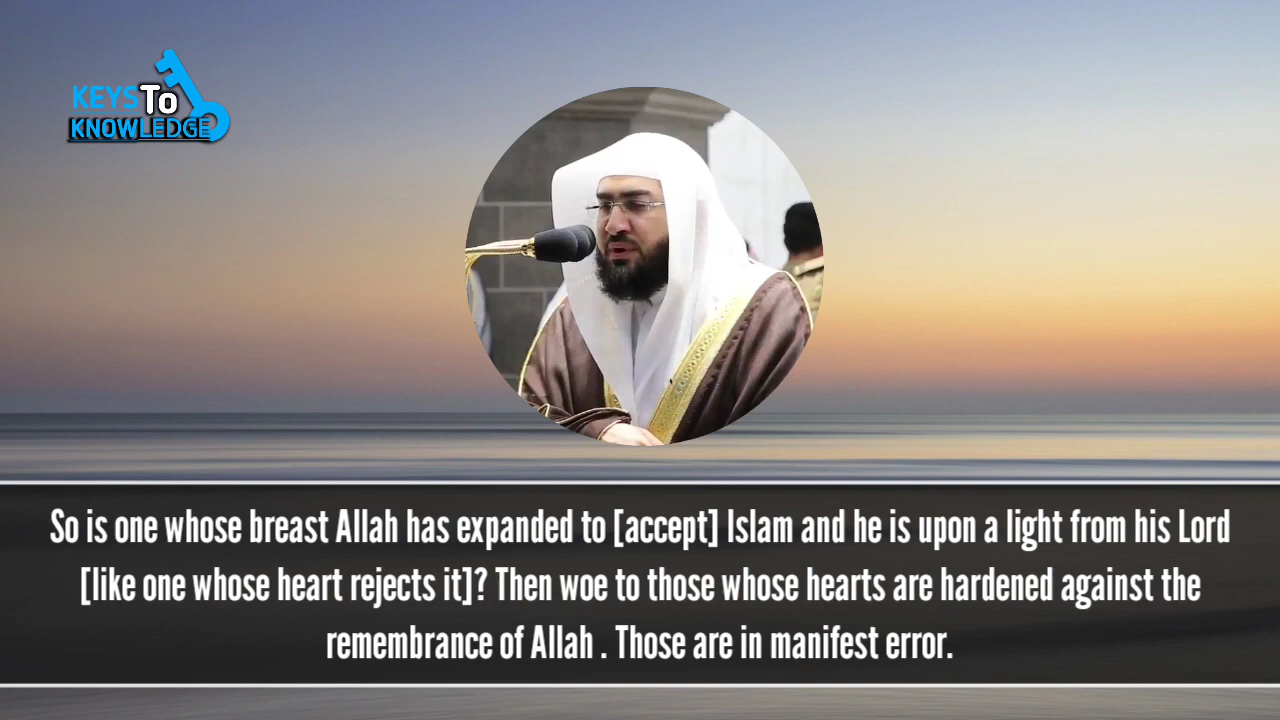 KEYS To
KNOWLEDGE
So is one whose breast Allah has expanded to [accept] Islam and he is upon a light from his Lord
[like one whose heart rejects it]? Then woe to those whose hearts are hardened against the
remembrance of Allah . Those are in manifest error.